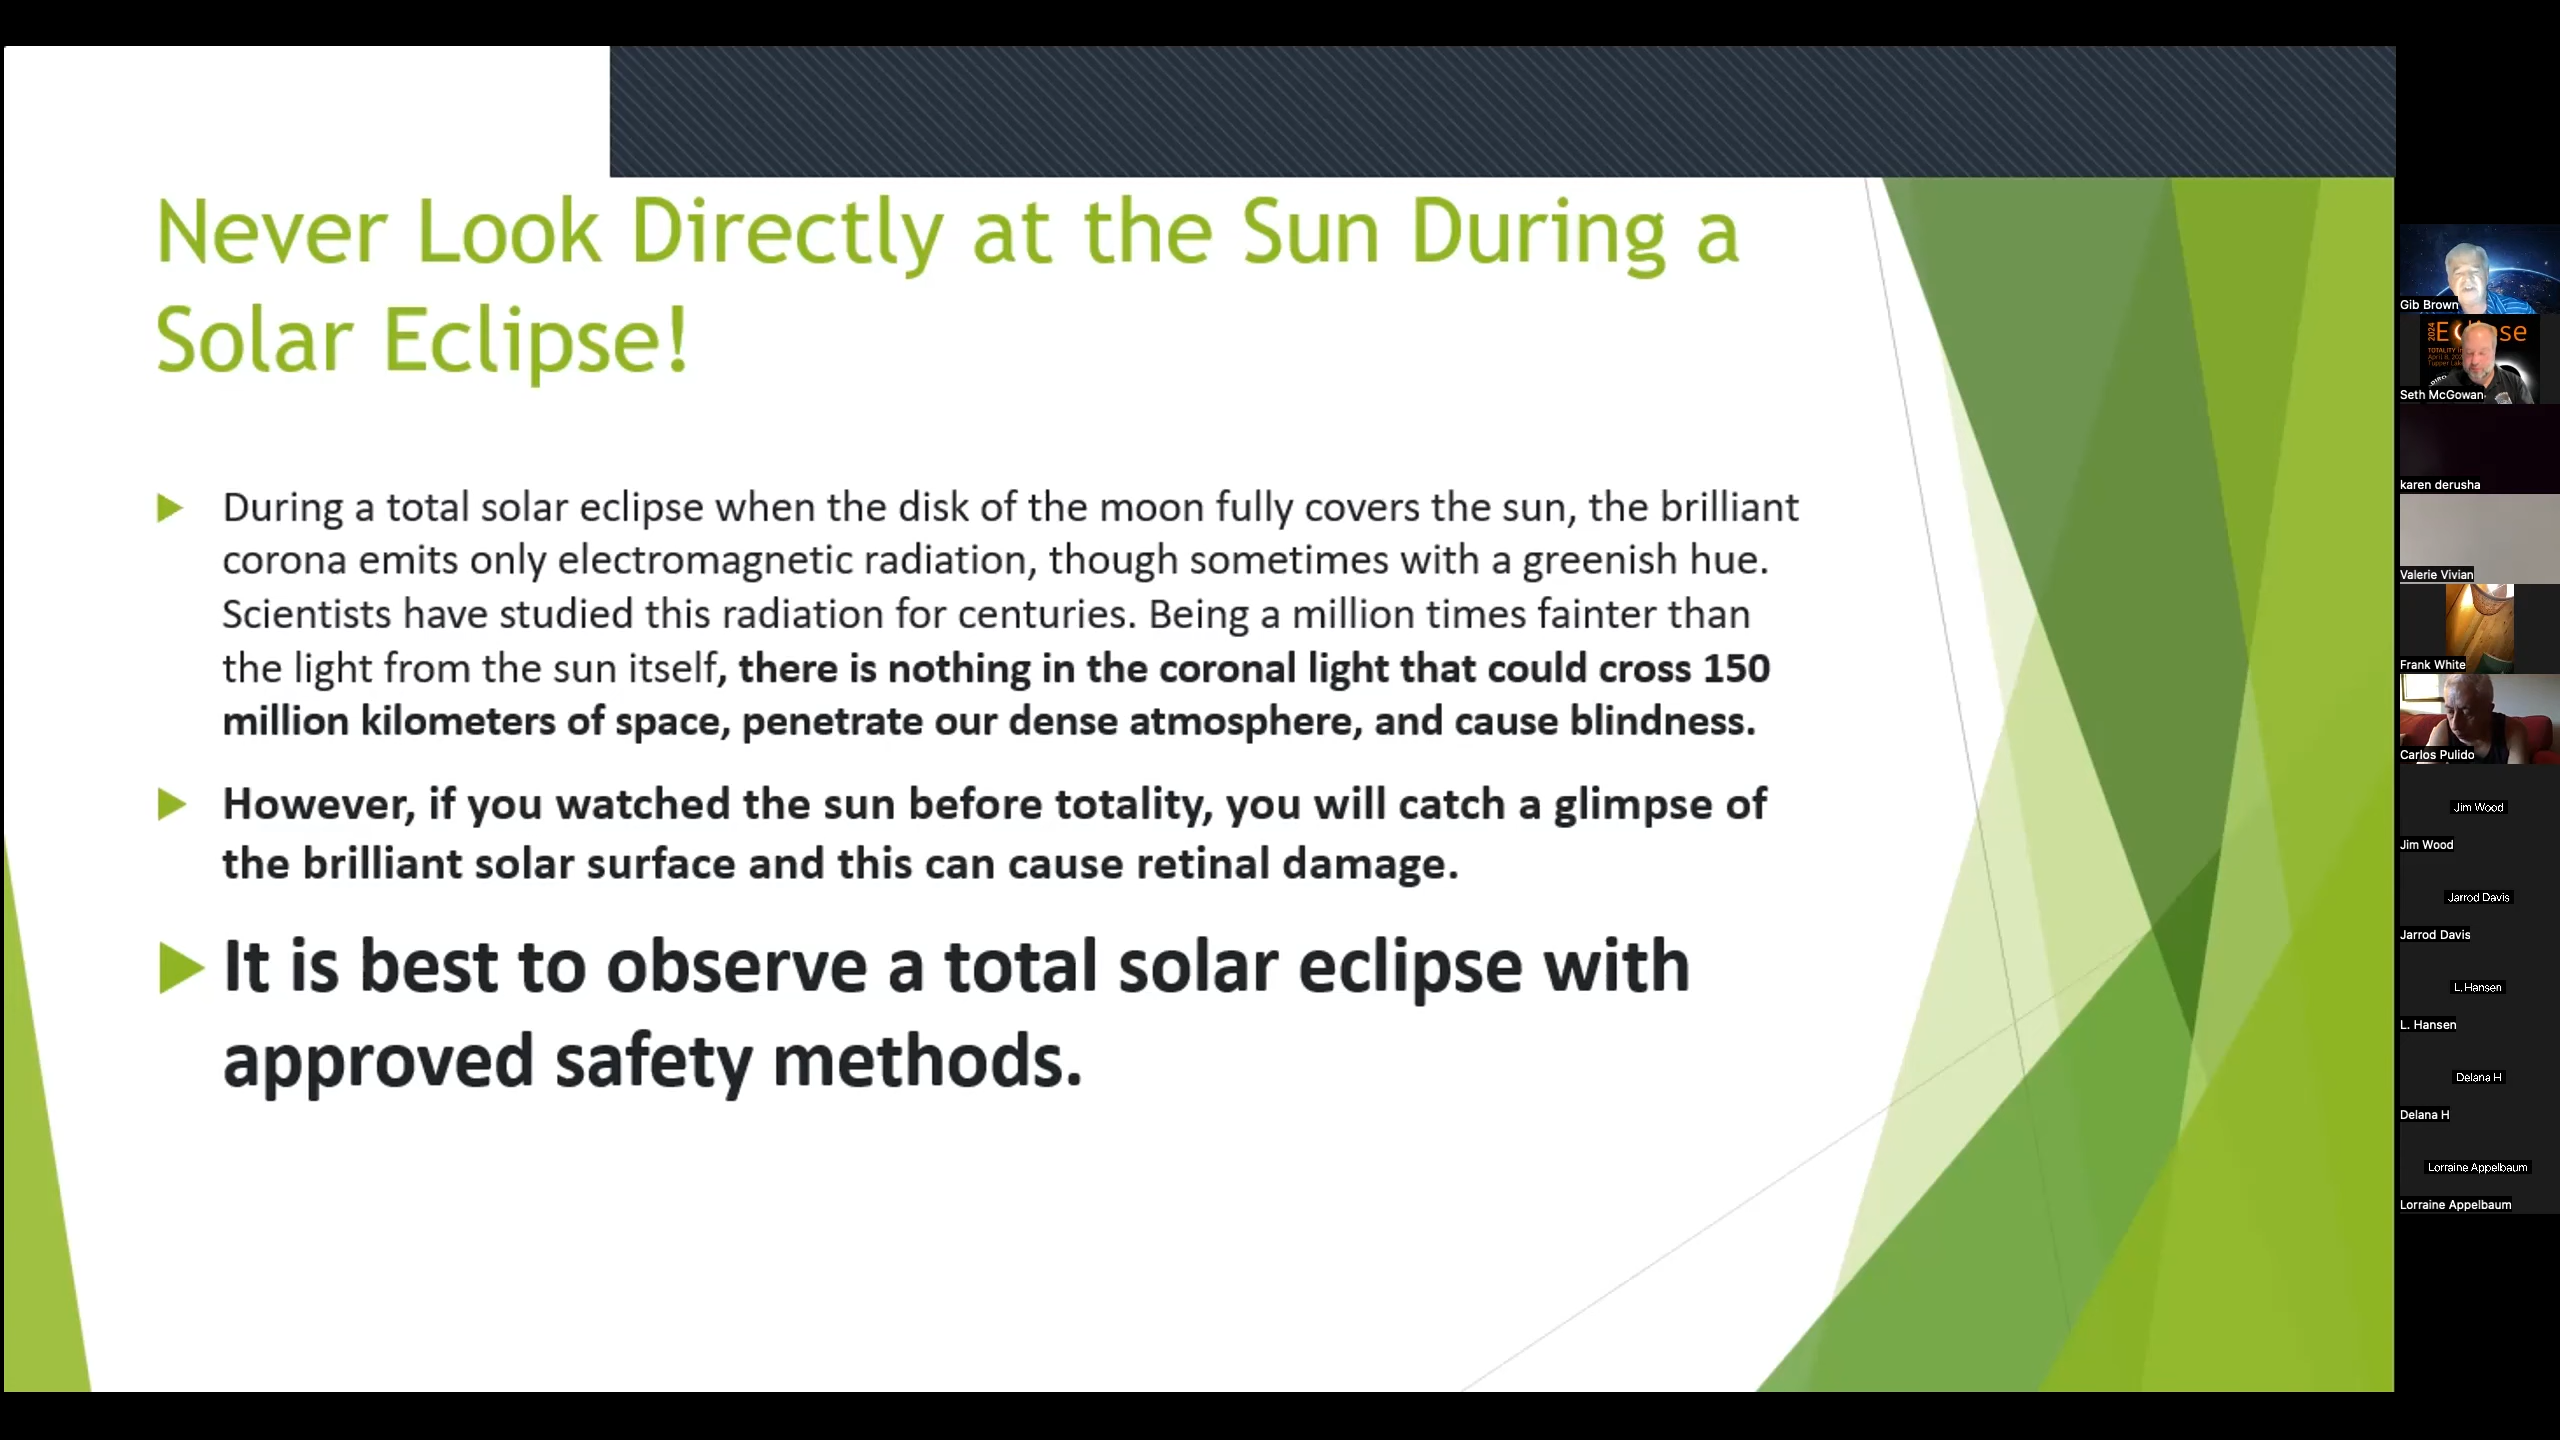 Never Look Directly at the Sun During a
Solar Eclipse!
During a total solar eclipse when the disk of the moon fully covers the sun, the brilliant
corona emits only electromagnetic radiation, though sometimes with a greenish hue.
Scientists have studied this radiation for centuries. Being a million times fainter than
the light from the sun itself, there is nothing in the coronal light that could cross 150
million kilometers of space, penetrate our dense atmosphere, and cause blindness.
However, if you watched the sun before totality, you will catch a glimpse of
the brilliant solar surface and this can cause retinal damage.
It is best to observe a total solar eclipse with
approved safety methods.
Gib Brown
2024
Seth McGowan
karen derusha
Valerie Vivian
Frank White
Carlos Pulido
Jim Wood
Jim Wood
Jarrod Davis
Jarrod Davis
L. Hansen
L. Hansen
Delana H
Delana H
Lorraine Appelbaum
Lorraine Appelbaum